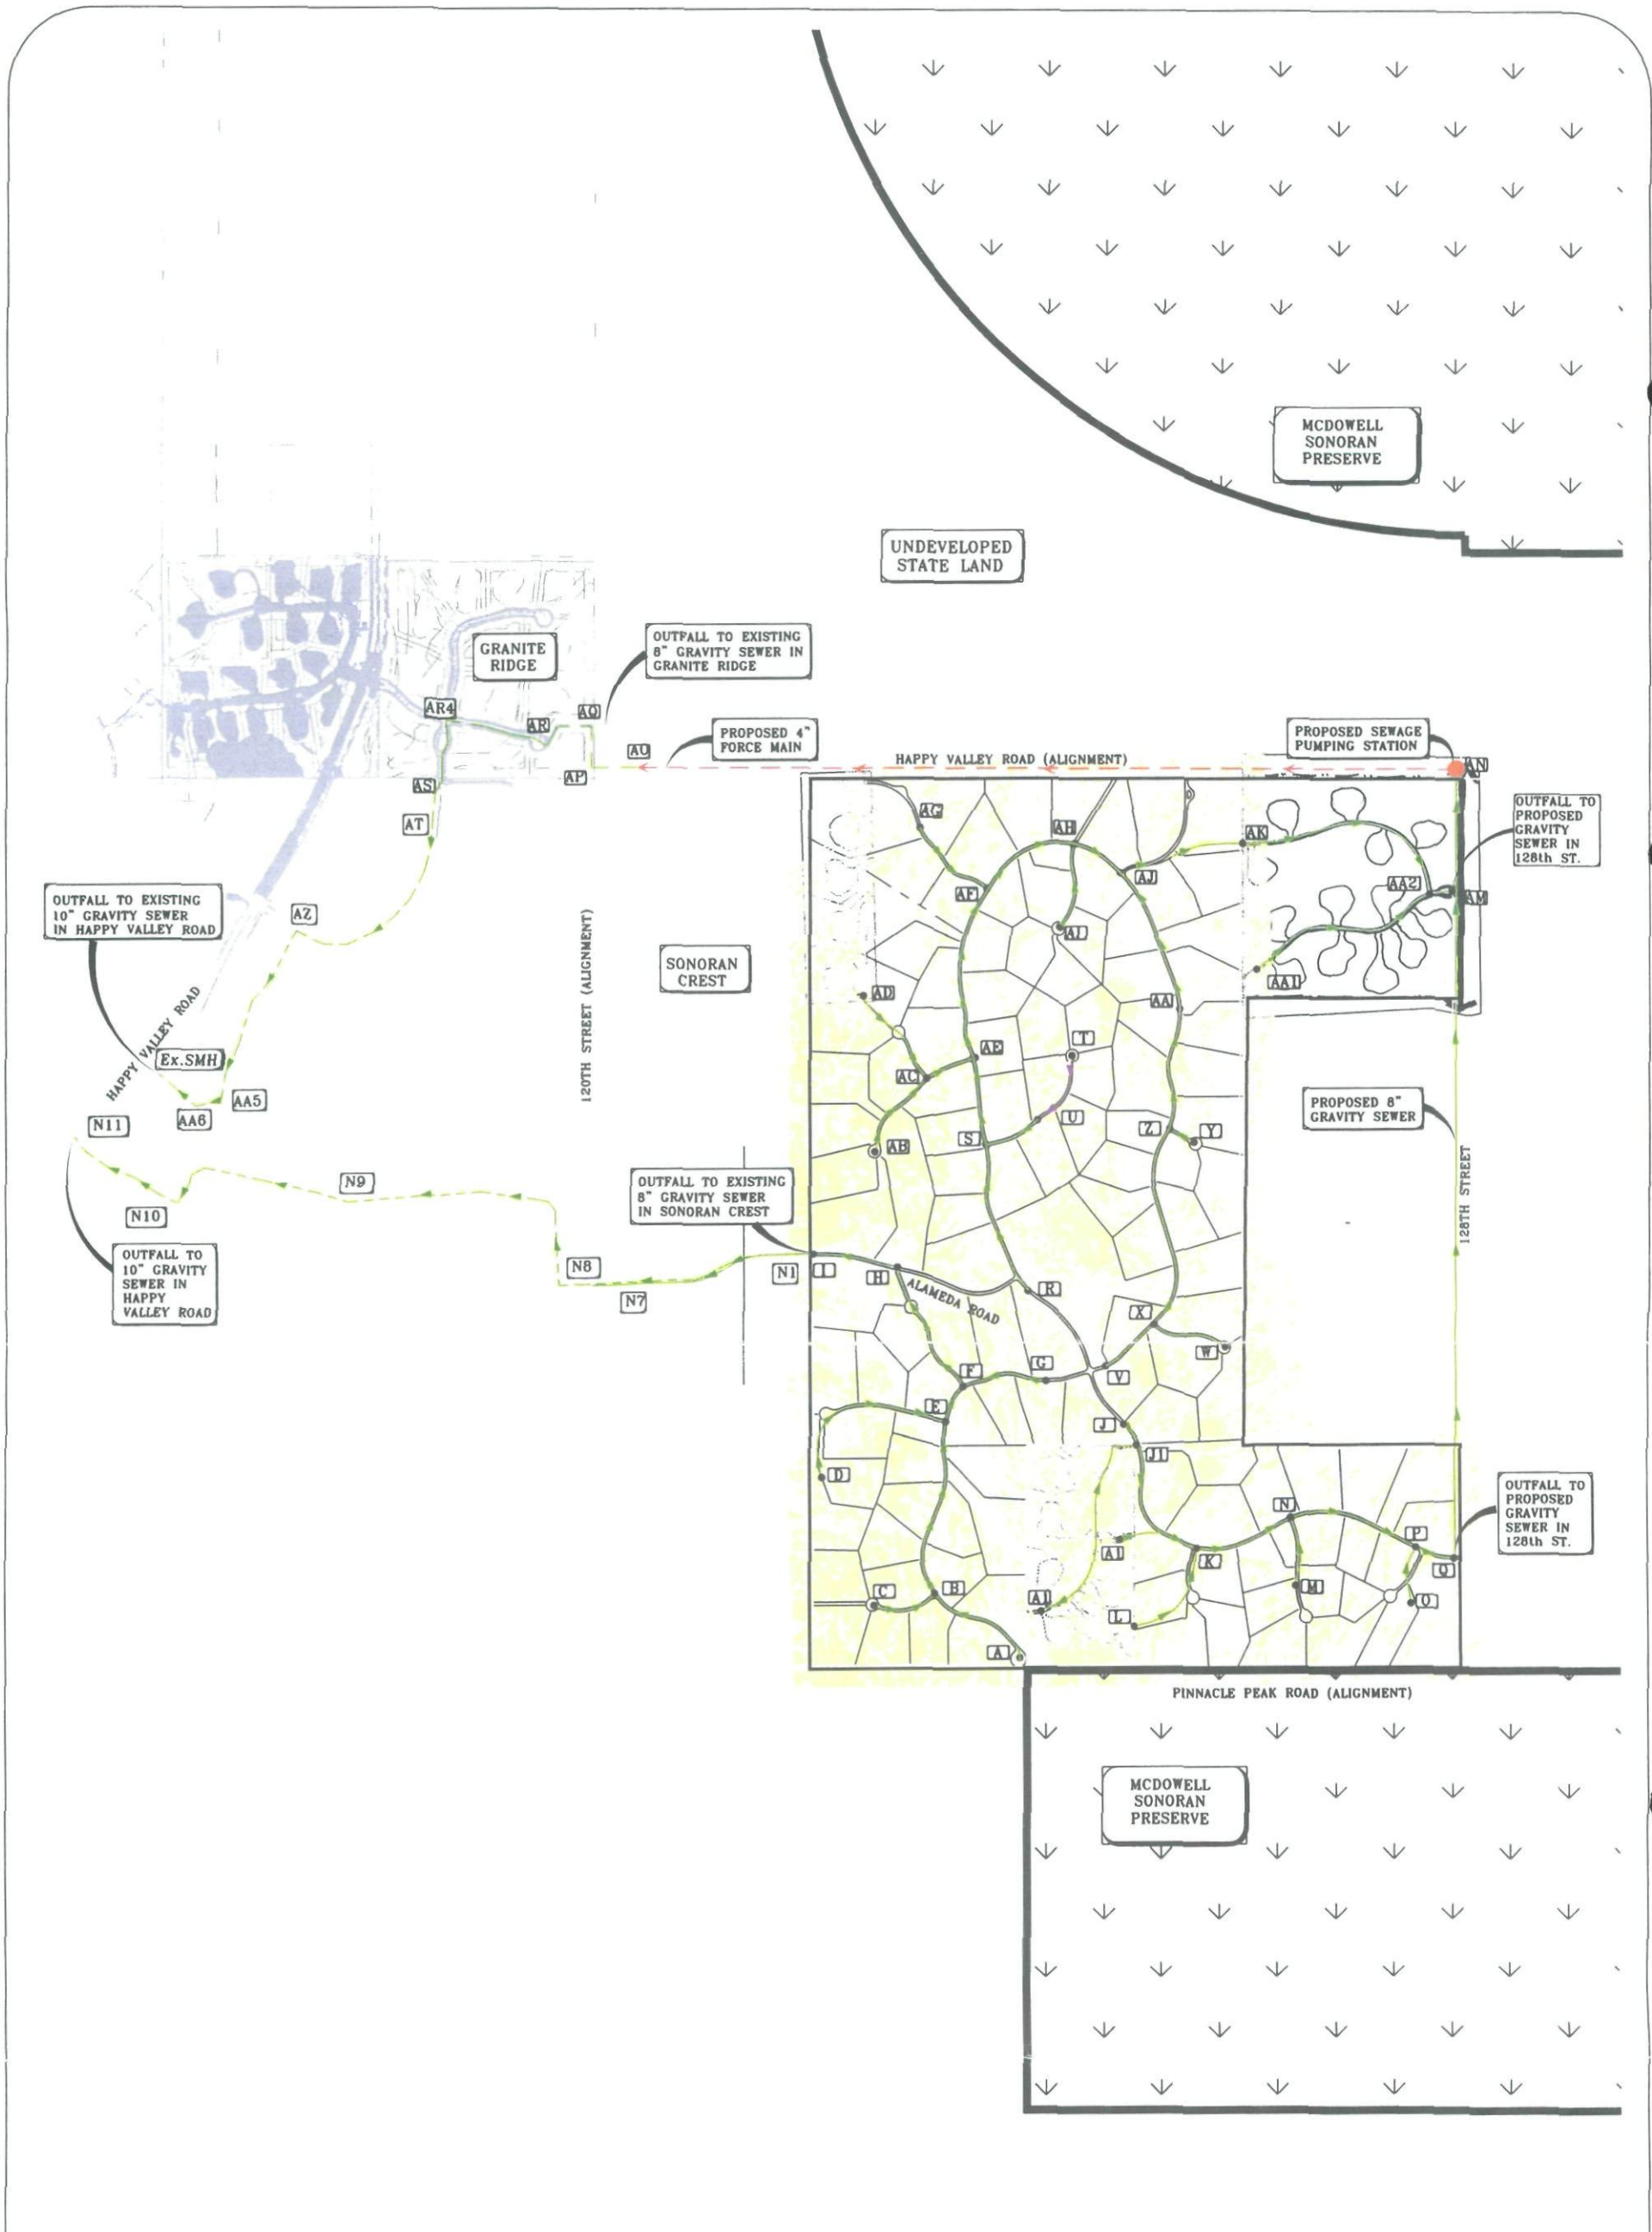 MCDOWELL
SONORAN
PRESERVE
UNDEVELOPED
STATE LAND
GRANITE
RIDGE
OUTFALL TO EXISTING
8" GRAVITY SEWER IN
GRANITE RIDGE
AR4
AR
AQ
AU
AP
PROPOSED 4"
FORCE MAIN
HAPPY VALLEY ROAD (ALIGNMENT)
PROPOSED SEWAGE
PUMPING STATION
AN
AS
AT
OUTFALL TO
PROPOSED
GRAVITY
SEWER IN
128th ST.
AG
AH
AK
AJ
AA2
AM
AF
AI
OUTFALL TO EXISTING
10" GRAVITY SEWER
IN HAPPY VALLEY ROAD
AZ
120TH STREET (ALIGNMENT)
SONORAN
CREST
AD
AA1
AA
HAPPY VALLEY ROAD
Ex.SMH
AA5
AA6
N11
AE
T
AC
U
S
Z
Y
AB
PROPOSED 8"
GRAVITY SEWER
128TH STREET
OUTFALL TO EXISTING
8" GRAVITY SEWER
IN SONORAN CREST
N9
N10
OUTFALL TO
10" GRAVITY
SEWER IN
HAPPY
VALLEY ROAD
N8
N7
N1
I
H
ALAMEDA ROAD
R
X
W
V
G
F
E
J
J1
D
OUTFALL TO
PROPOSED
GRAVITY
SEWER IN
128th ST.
N
P
Q
A1
K
M
O
C
B
A1
L
A
PINNACLE PEAK ROAD (ALIGNMENT)
MCDOWELL
SONORAN
PRESERVE